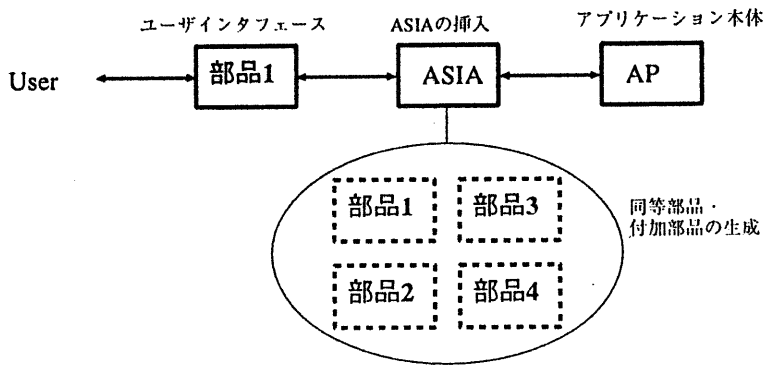 ユーザインタフェース
ASIAの挿入
アプリケーション本体
User
部品1
ASIA
AP
部品1
部品3
同等部品・
付加部品の生成
部品2
部品4